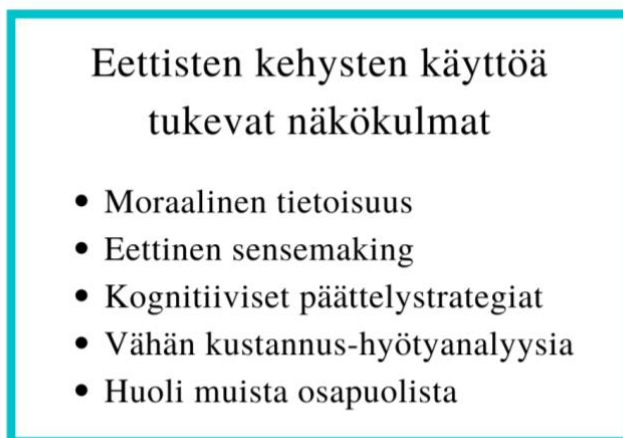 Eettisten kehysten käyttöä
tukevat näkökulmat
• Moraalinen tietoisuus
• Eettinen sensemaking
• Kognitiiviset päättelystrategiat
• Vähän kustannus-hyötyanalyysia
• Huoli muista osapuolista